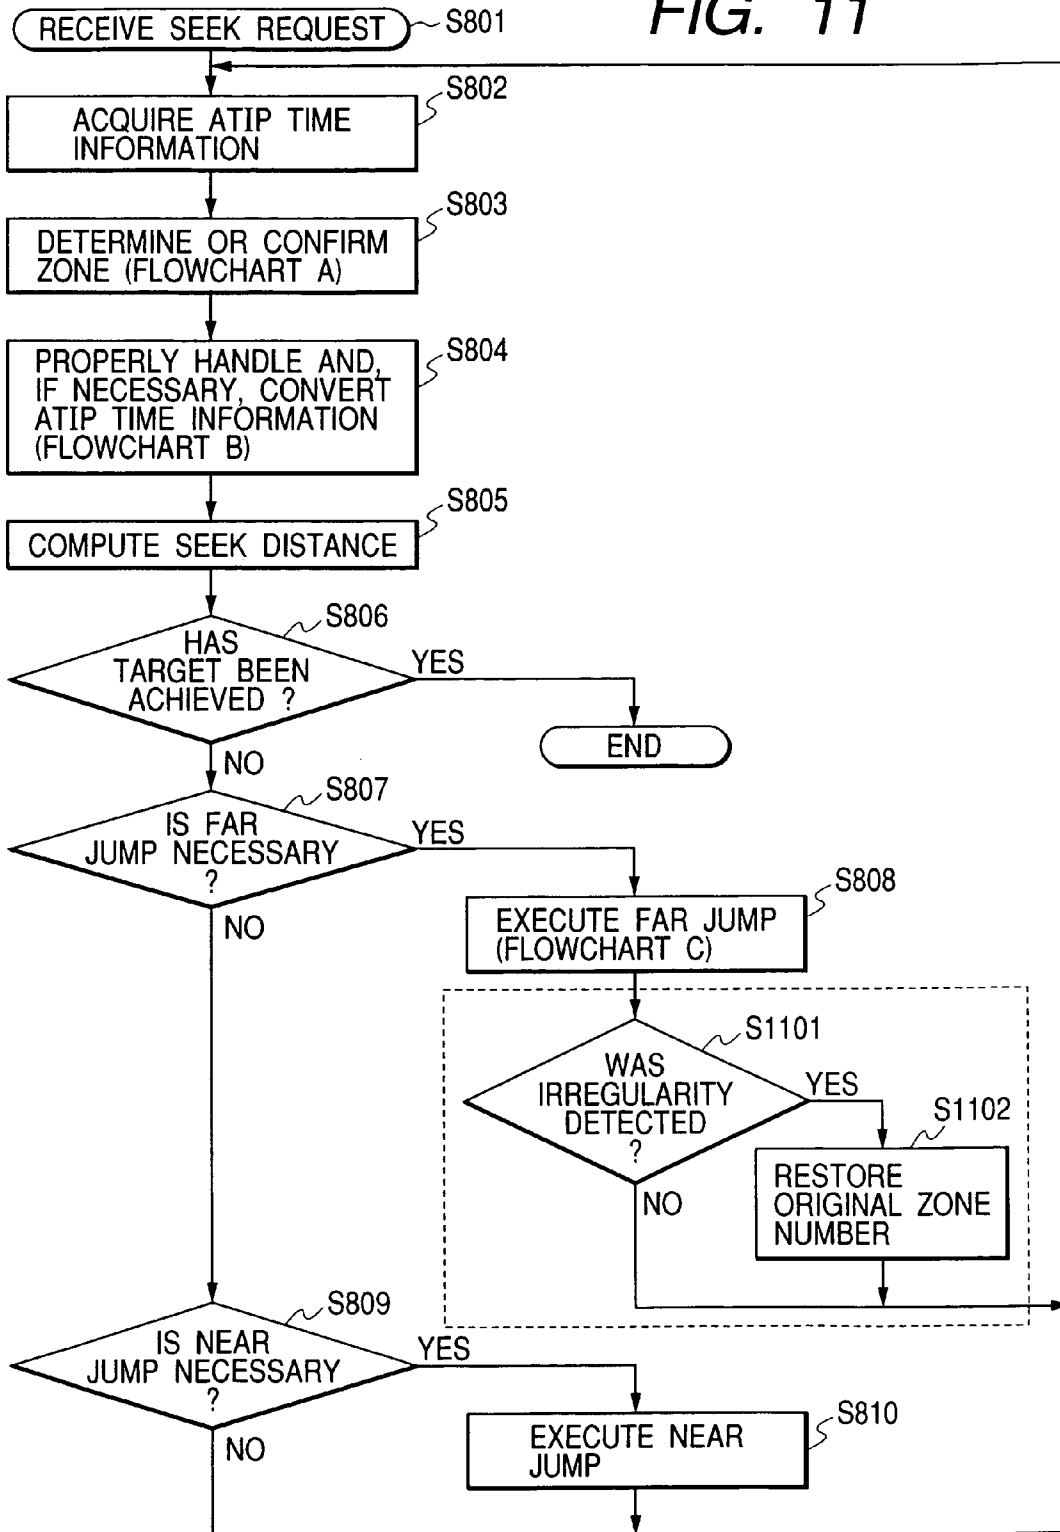 FIG. 11
RECEIVE SEEK REQUEST
S801
S802
ACQUIRE ATIP TIME
INFORMATION
S803
DETERMINE OR CONFIRM
ZONE (FLOWCHART A)
S804
PROPERLY HANDLE AND,
IF NECESSARY, CONVERT
ATIP TIME INFORMATION
(FLOWCHART B)
S805
COMPUTE SEEK DISTANCE
S806
HAS
TARGET BEEN
ACHIEVED ?
YES
END
NO
S807
IS FAR
JUMP NECESSARY
?
YES
NO
S808
EXECUTE FAR JUMP
(FLOWCHART C)
S1101
WAS
IRREGULARITY
DETECTED
?
YES
S1102
RESTORE
ORIGINAL ZONE
NUMBER
NO
S809
IS NEAR
JUMP NECESSARY
?
YES
NO
S810
EXECUTE NEAR
JUMP